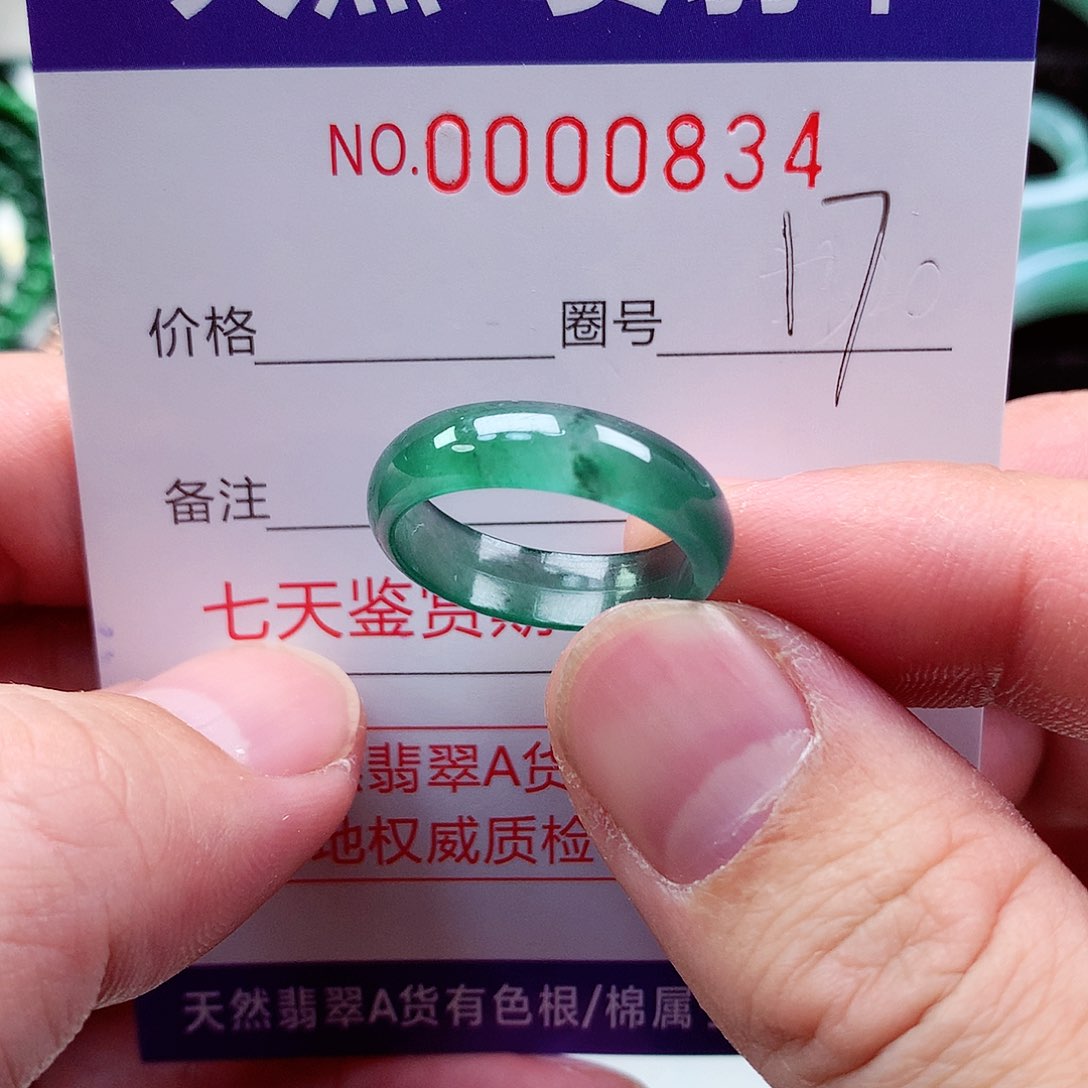 NO.0000834
价格 圈号 17
备注
七天鉴赏期
翡翠A货
地权威质检
天然翡翠A货有色根/棉属